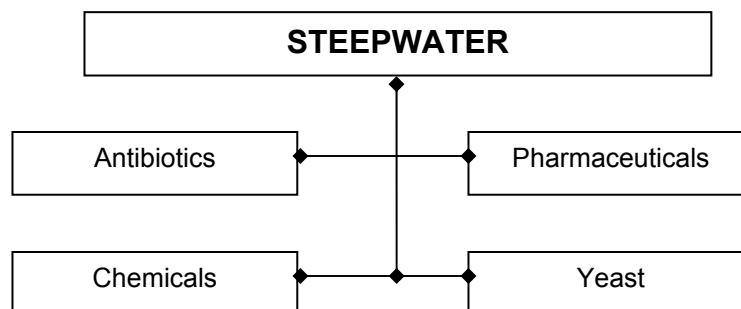 STEEPWATER
Antibiotics
Pharmaceuticals
Chemicals
Yeast